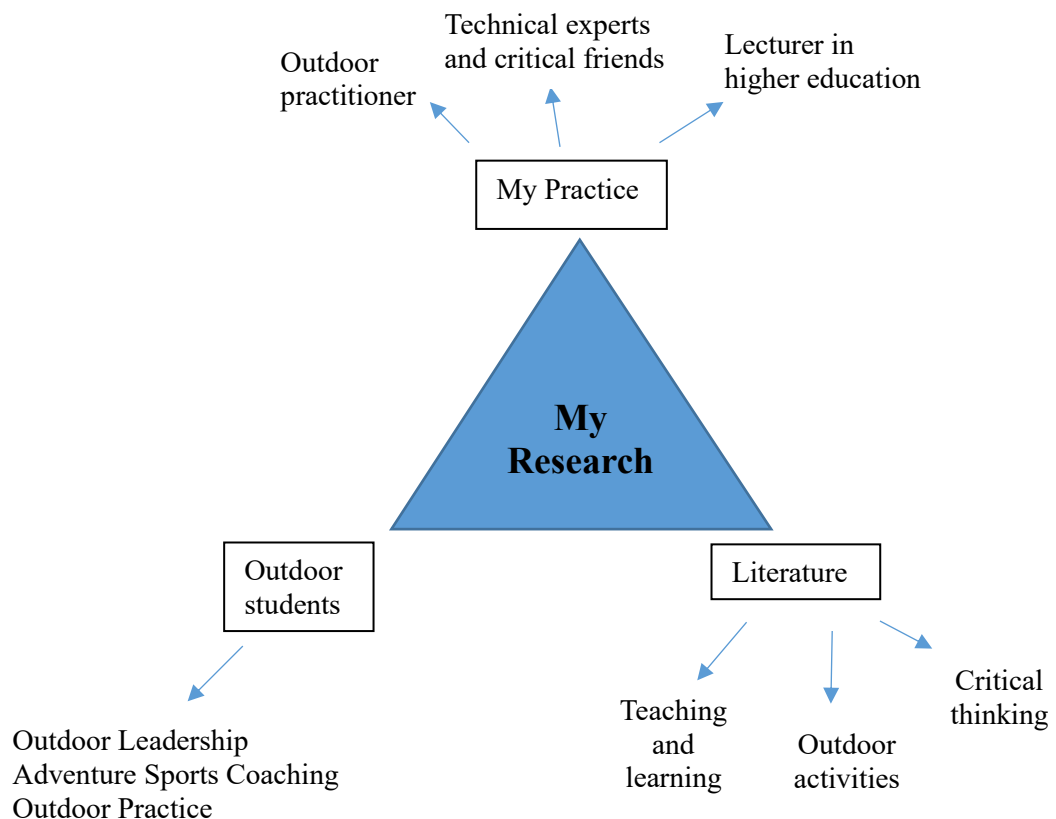 Outdoor
practitioner
Technical experts
and critical friends
Lecturer in
higher education
My Practice
My
Research
Outdoor
students
Literature
Outdoor Leadership
Adventure Sports Coaching
Outdoor Practice
Teaching
and
learning
Outdoor
activities
Critical
thinking